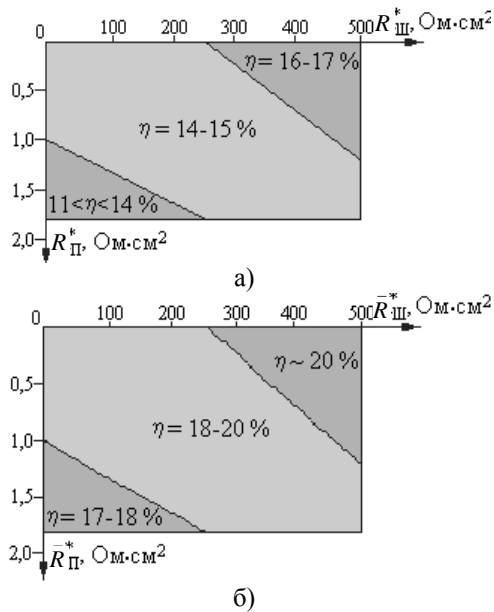 0 100 200 300 400 500 R*Ш, Ом·см²
η = 16-17 %
0,5
η = 14-15 %
1,0
1,5
11<η<14 %
2,0 R*П, Ом·см²
а)
0 100 200 300 400 500 R̄*Ш, Ом·см²
η ~ 20 %
0,5
η = 18-20 %
1,0
1,5
η = 17-18 %
2,0 R̄*П, Ом·см²
б)